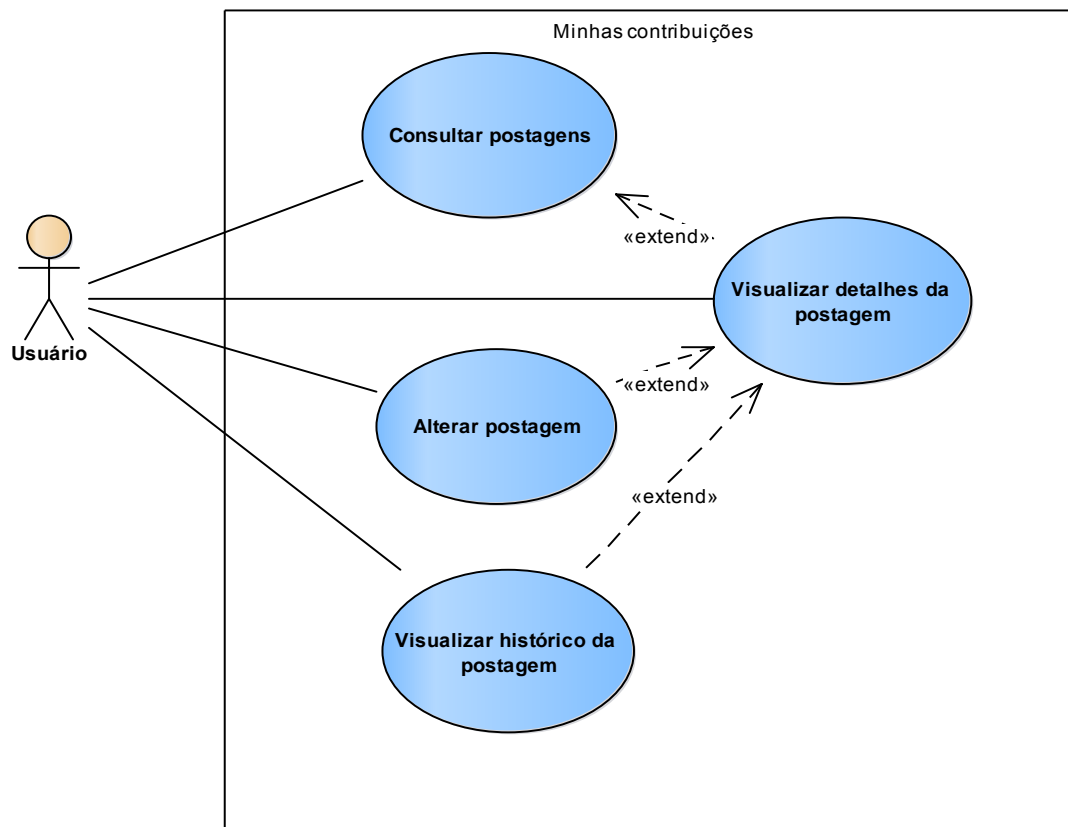 Minhas contribuições
Consultar postagens
«extend»
Visualizar detalhes da
postagem
Usuário
«extend»
Alterar postagem
«extend»
Visualizar histórico da
postagem